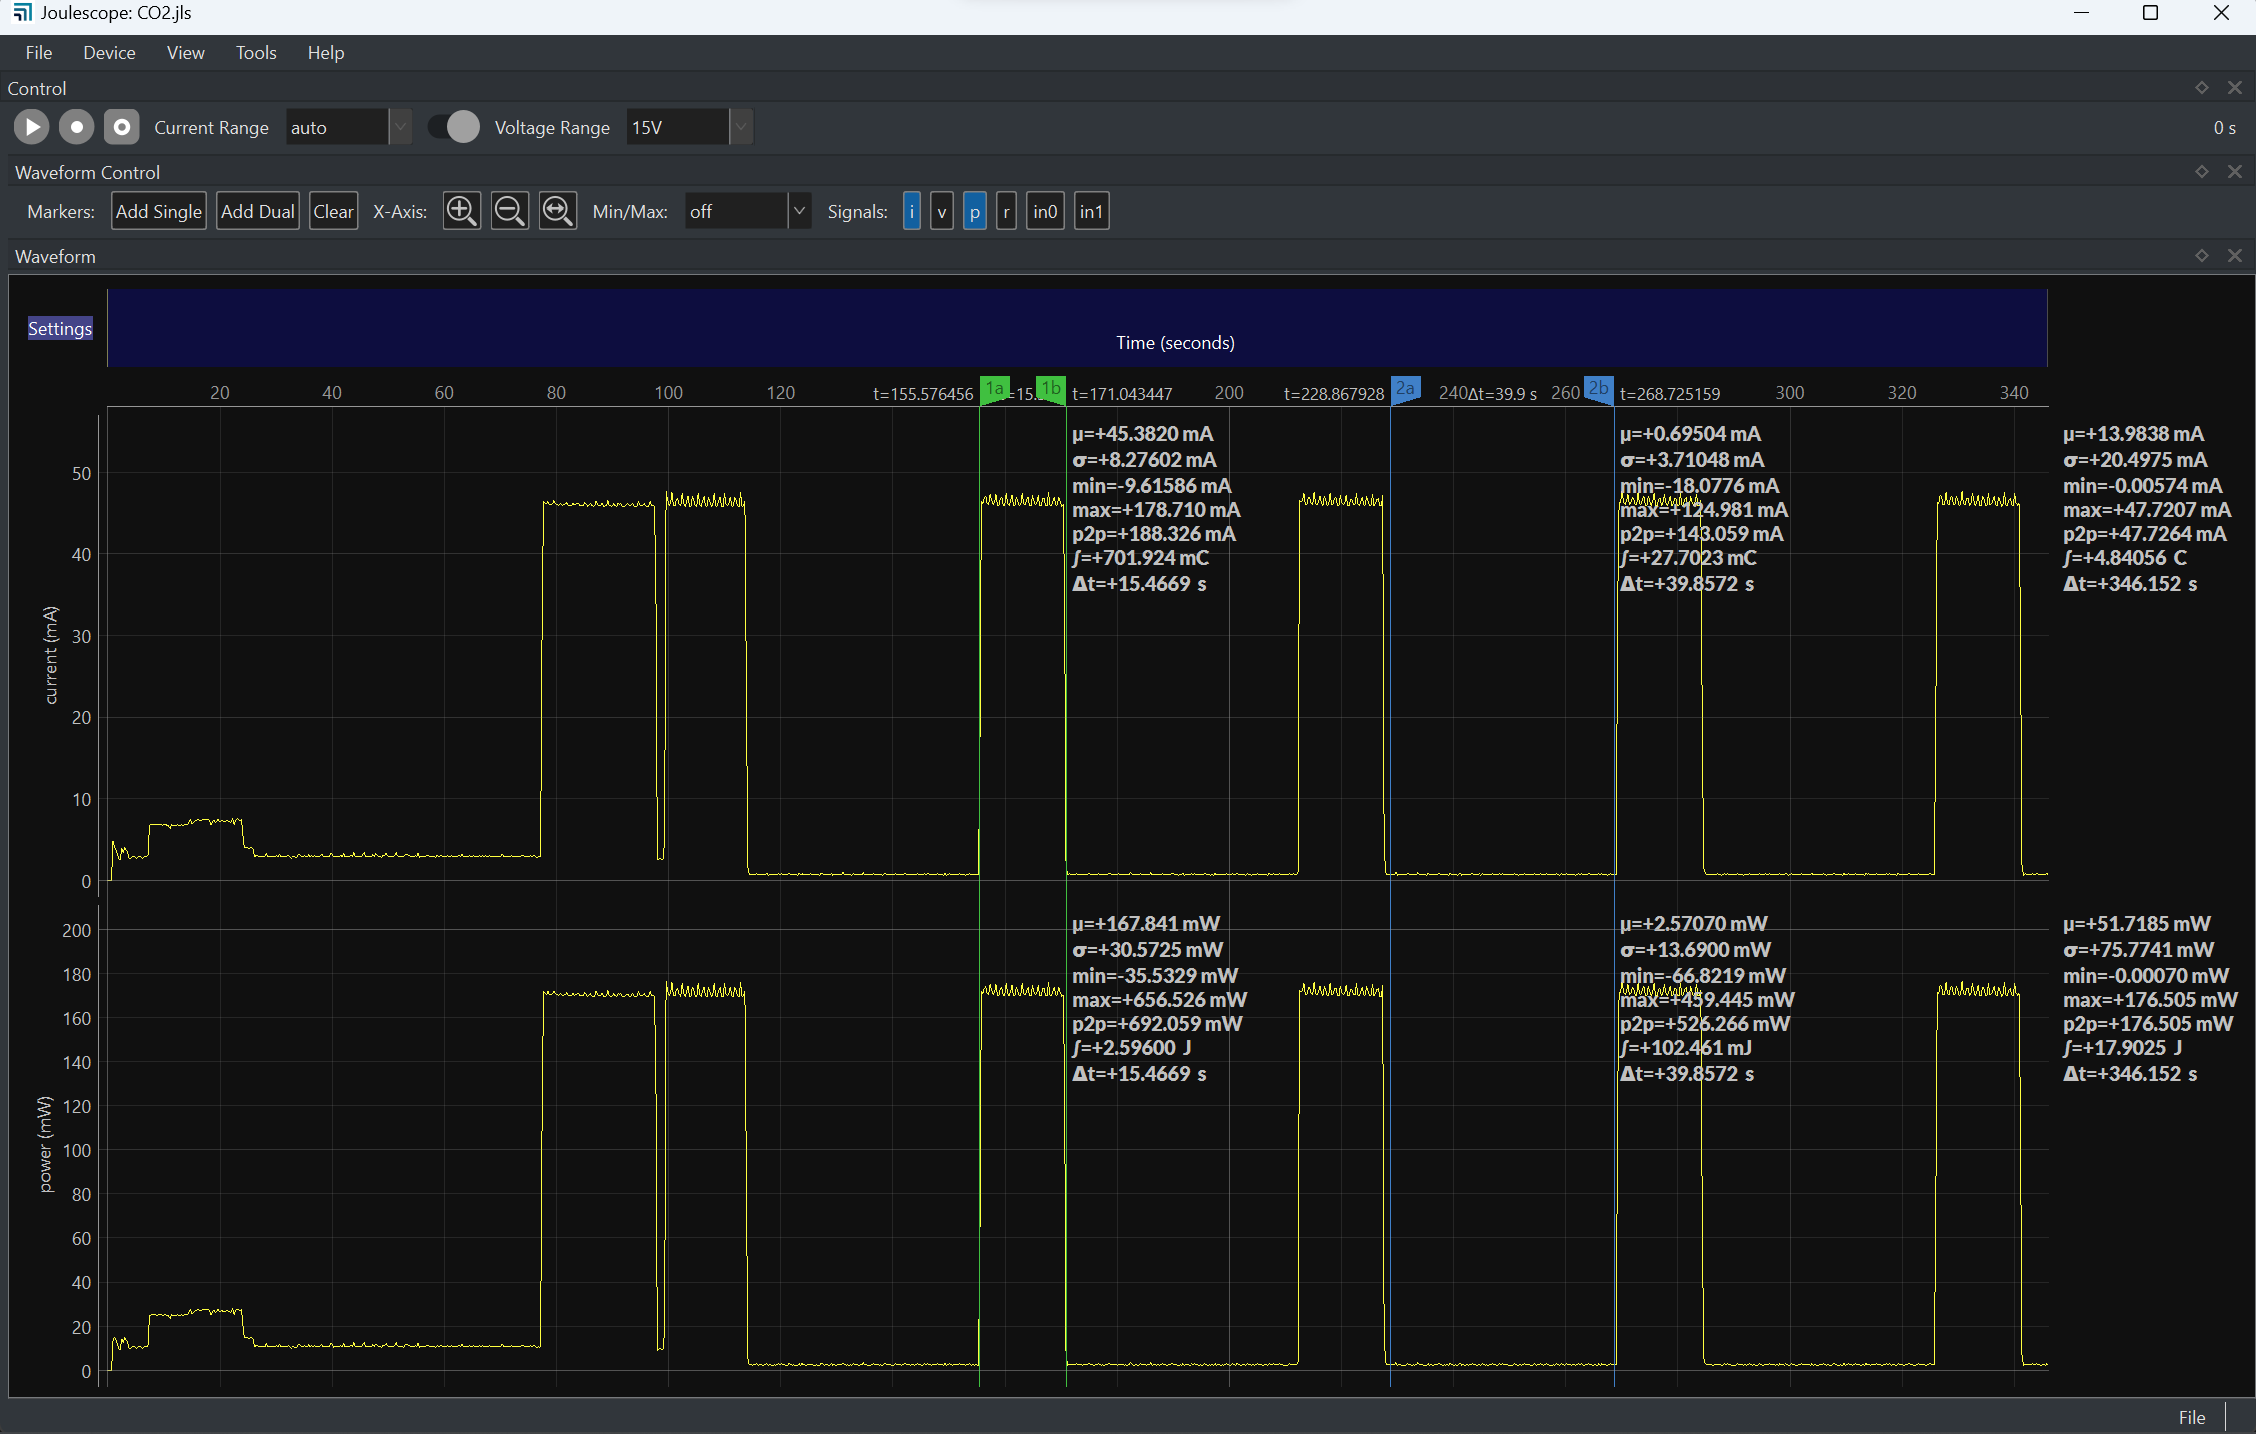 Joulescope: CO2.jls
File Device View Tools Help
Control
Current Range auto Voltage Range 15V 0 s
Waveform Control
Markers: Add Single Add Dual Clear X-Axis: Min/Max: off Signals: i v p r in0 in1
Waveform
Settings
Time (seconds)
20 40 60 80 100 120 t=155.576456 1a =15. 1b t=171.043447 200 t=228.867928 2a 240 Δt=39.9 s 260 2b t=268.725159 300 320 340
current (mA)
50
40
30
20
10
0
μ=+45.3820 mA
σ=+8.27602 mA
min=-9.61586 mA
max=+178.710 mA
p2p=+188.326 mA
∫=+701.924 mC
Δt=+15.4669 s
μ=+0.69504 mA
σ=+3.71048 mA
min=-18.0776 mA
max=+124.981 mA
p2p=+143.059 mA
∫=+27.7023 mC
Δt=+39.8572 s
μ=+13.9838 mA
σ=+20.4975 mA
min=-0.00574 mA
max=+47.7207 mA
p2p=+47.7264 mA
∫=+4.84056 C
Δt=+346.152 s
power (mW)
200
180
160
140
120
100
80
60
40
20
0
μ=+167.841 mW
σ=+30.5725 mW
min=-35.5329 mW
max=+656.526 mW
p2p=+692.059 mW
∫=+2.59600 J
Δt=+15.4669 s
μ=+2.57070 mW
σ=+13.6900 mW
min=-66.8219 mW
max=+459.445 mW
p2p=+526.266 mW
∫=+102.461 mJ
Δt=+39.8572 s
μ=+51.7185 mW
σ=+75.7741 mW
min=-0.00070 mW
max=+176.505 mW
p2p=+176.505 mW
∫=+17.9025 J
Δt=+346.152 s
File